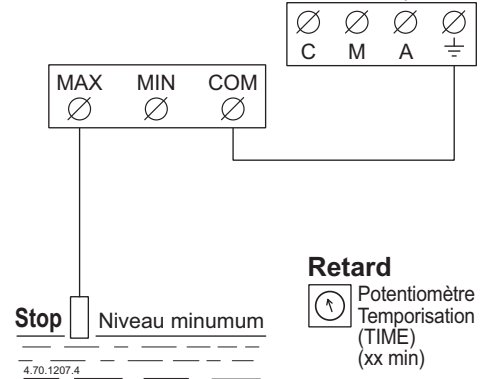 C M A
MAX MIN COM
Retard
Potentiomètre
Temporisation
(TIME)
(xx min)
Stop Niveau minumum
4.70.1207.4